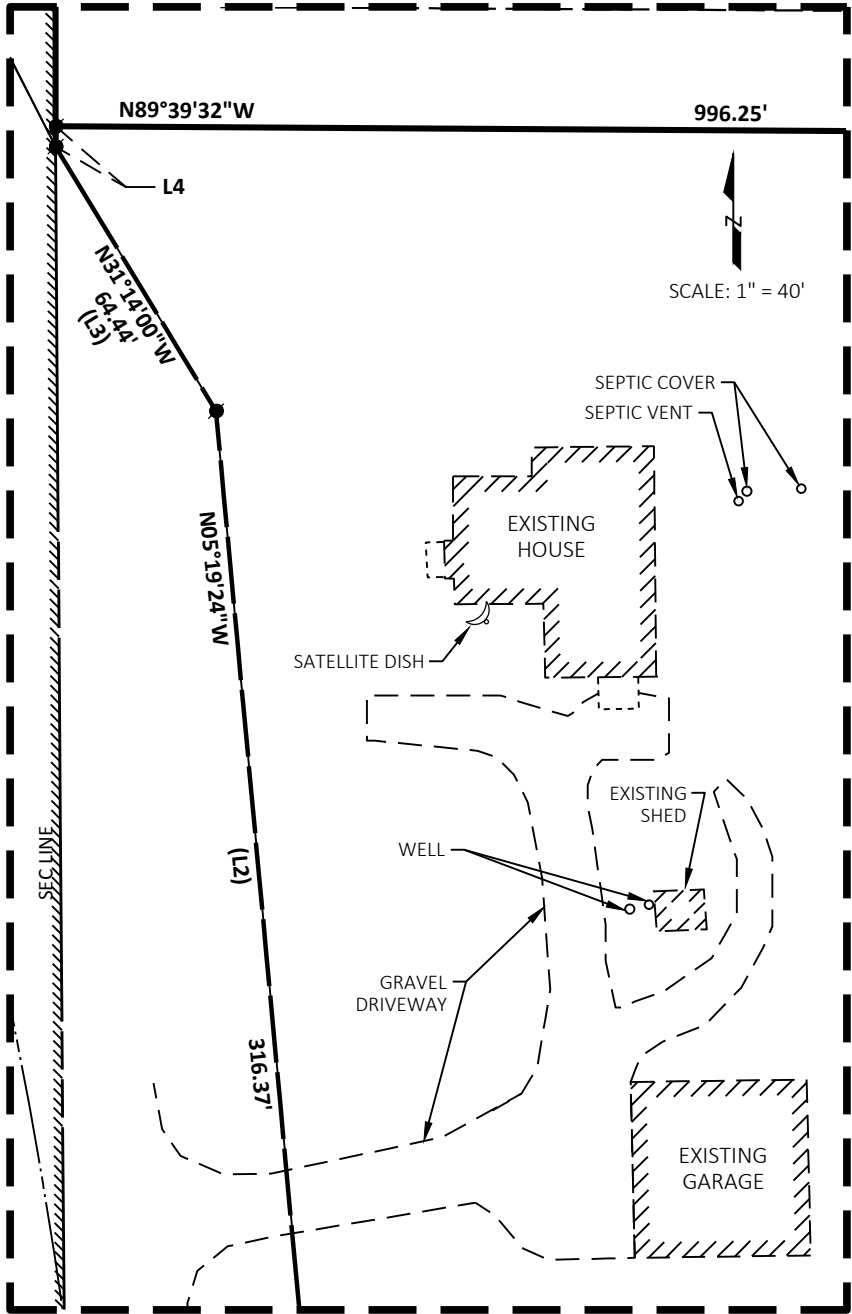 N89°39'32"W
996.25'
L4
N31°14'00"W
64.44'
(L3)
N
SCALE: 1" = 40'
SEPTIC COVER
SEPTIC VENT
EXISTING
HOUSE
N05°19'24"W
SATELLITE DISH
EXISTING
SHED
SEC LINE
(L2)
WELL
GRAVEL
DRIVEWAY
316.37'
EXISTING
GARAGE